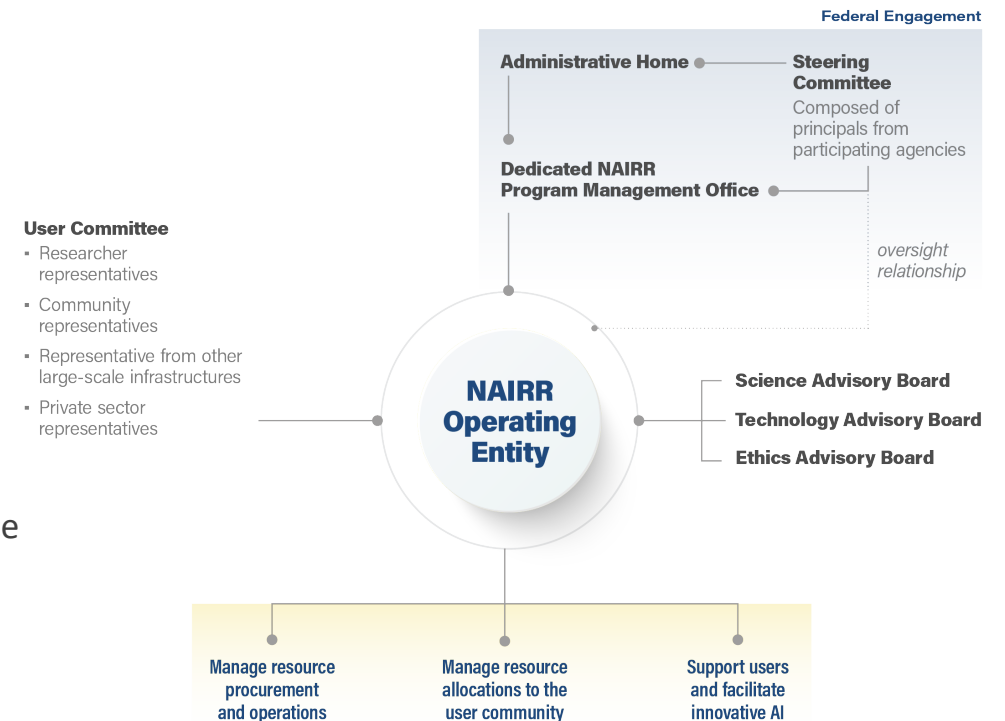 Federal Engagement
Administrative Home
Steering
Committee
Composed of
principals from
participating agencies
Dedicated NAIRR
Program Management Office
oversight
relationship
User Committee
▪ Researcher
representatives
▪ Community
representatives
▪ Representative from other
large-scale infrastructures
▪ Private sector
representatives
NAIRR
Operating
Entity
Science Advisory Board
Technology Advisory Board
Ethics Advisory Board
e
Manage resource
procurement
and operations
Manage resource
allocations to the
user community
Support users
and facilitate
innovative AI